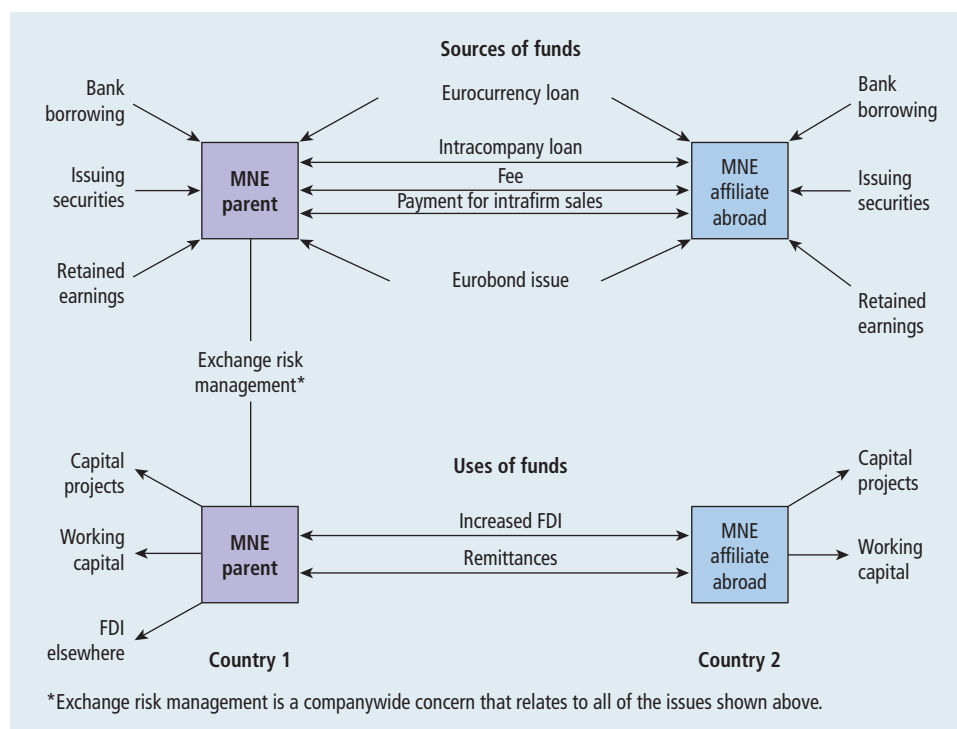 Sources of funds
Bank
borrowing
Eurocurrency loan
Bank
borrowing
Issuing
securities
MNE
parent
Intracompany loan
Fee
Payment for intrafirm sales
MNE
affiliate
abroad
Issuing
securities
Retained
earnings
Eurobond issue
Retained
earnings
Exchange risk
management*
Uses of funds
Capital
projects
Capital
projects
Working
capital
MNE
parent
Increased FDI
Remittances
MNE
affiliate
abroad
Working
capital
FDI
elsewhere
Country 1
Country 2
*Exchange risk management is a companywide concern that relates to all of the issues shown above.